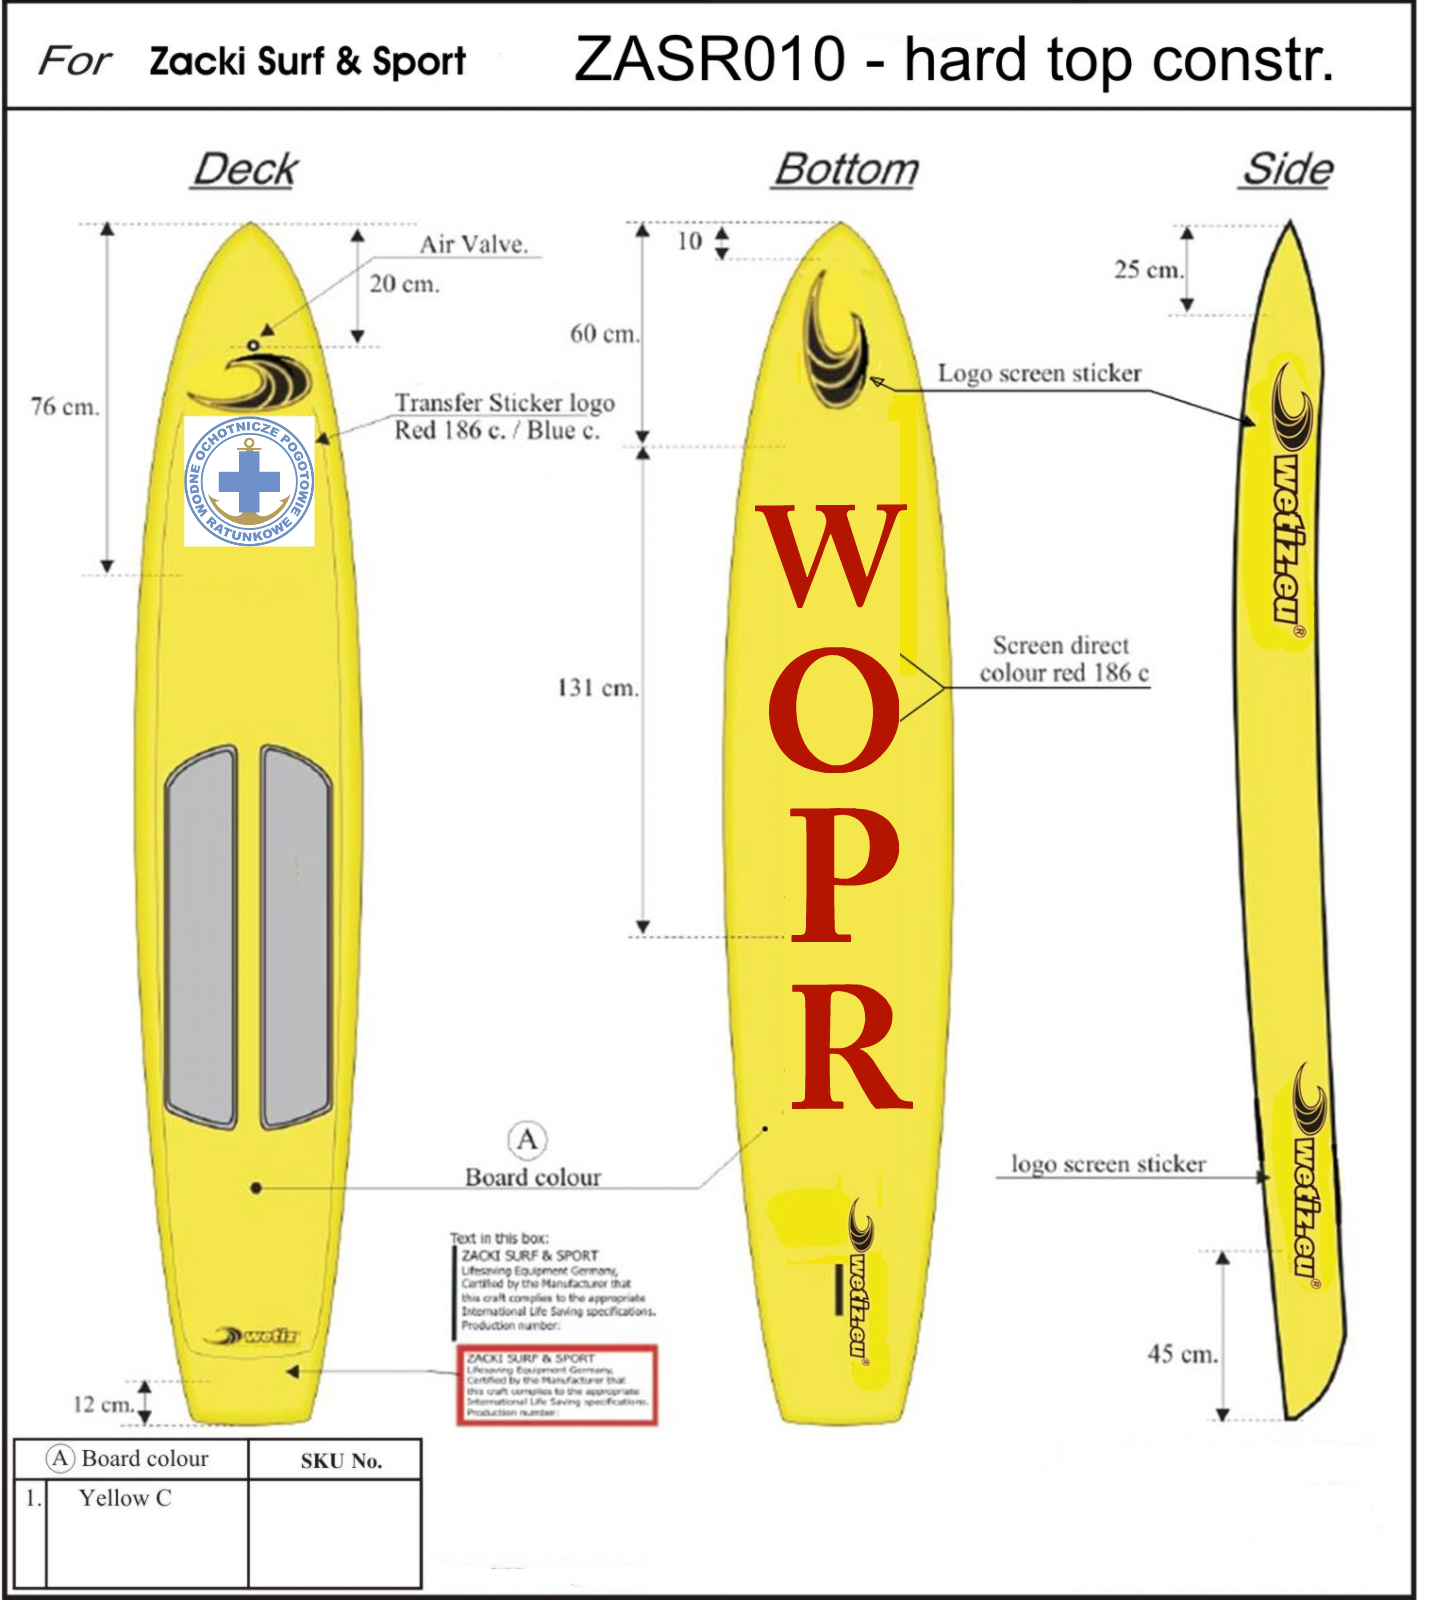 For Zacki Surf & Sport ZASR010 - hard top constr.
Deck
Bottom
Side
Air Valve.
20 cm.
76 cm.
Transfer Sticker logo
Red 186 c. / Blue c.
WODNE OCHOTNICZE POGOTOWIE RATUNKOWE
10
60 cm.
131 cm.
25 cm.
Logo screen sticker
W
O
P
R
Screen direct
colour red 186 c
wetiz.eu®
A
Board colour
logo screen sticker
wetiz.eu®
wetiz.eu®
45 cm.
Text in this box:
ZACKI SURF & SPORT
Lifesaving Equipment Germany,
Certified by the Manufacturer that
this craft complies to the appropriate
International Life Saving specifications.
Production number:
ZACKI SURF & SPORT
Lifesaving Equipment Germany,
Certified by the Manufacturer that
this craft complies to the appropriate
International Life Saving specifications.
Production number:
wetiz
12 cm.
A Board colour SKU No.
1. Yellow C